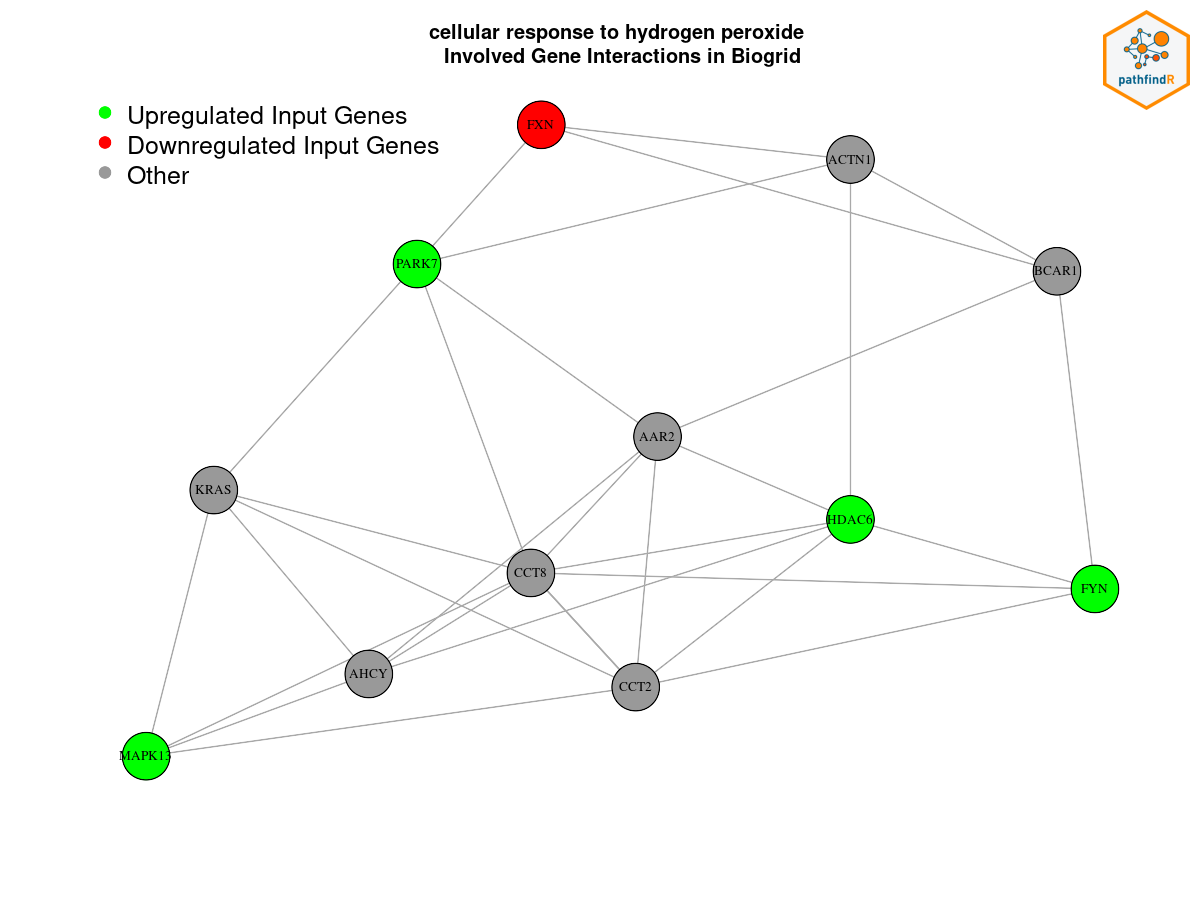 cellular response to hydrogen peroxide
Involved Gene Interactions in Biogrid
pathfindR
Upregulated Input Genes
Downregulated Input Genes
Other
FXN
ACTN1
PARK7
BCAR1
AAR2
KRAS
HDAC6
CCT8
FYN
AHCY
CCT2
MAPK13